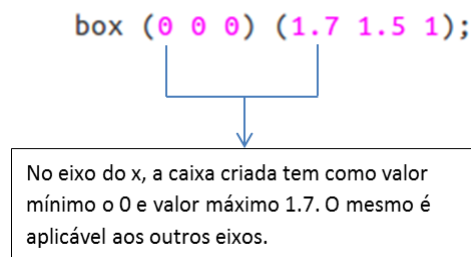 box (0 0 0) (1.7 1.5 1);
No eixo do x, a caixa criada tem como valor
mínimo o 0 e valor máximo 1.7. O mesmo é
aplicável aos outros eixos.